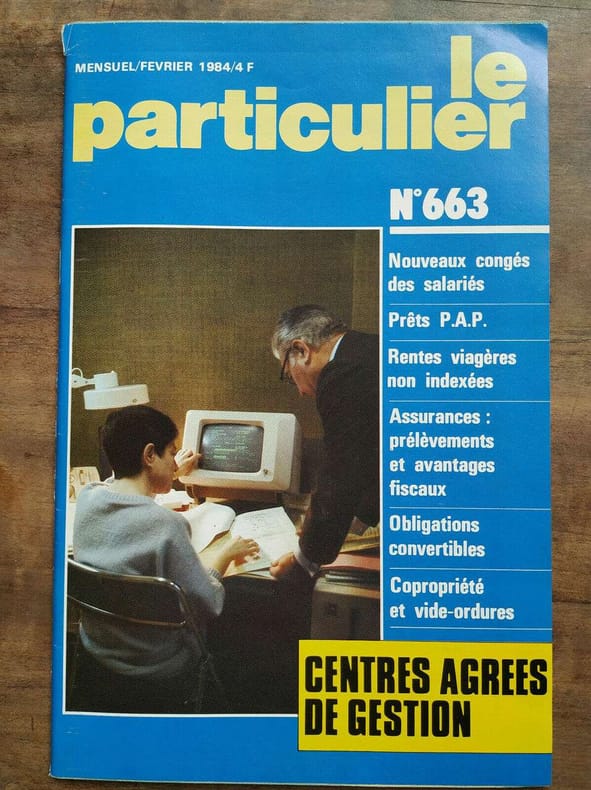 MENSUEL/FEVRIER 1984/4 F
le
particulier
N°663
Nouveaux congés
des salariés
Prêts P.A.P.
Rentes viagères
non indexées
Assurances :
prélèvements
et avantages
fiscaux
Obligations
convertibles
Copropriété
et vide-ordures
CENTRES AGREES
DE GESTION